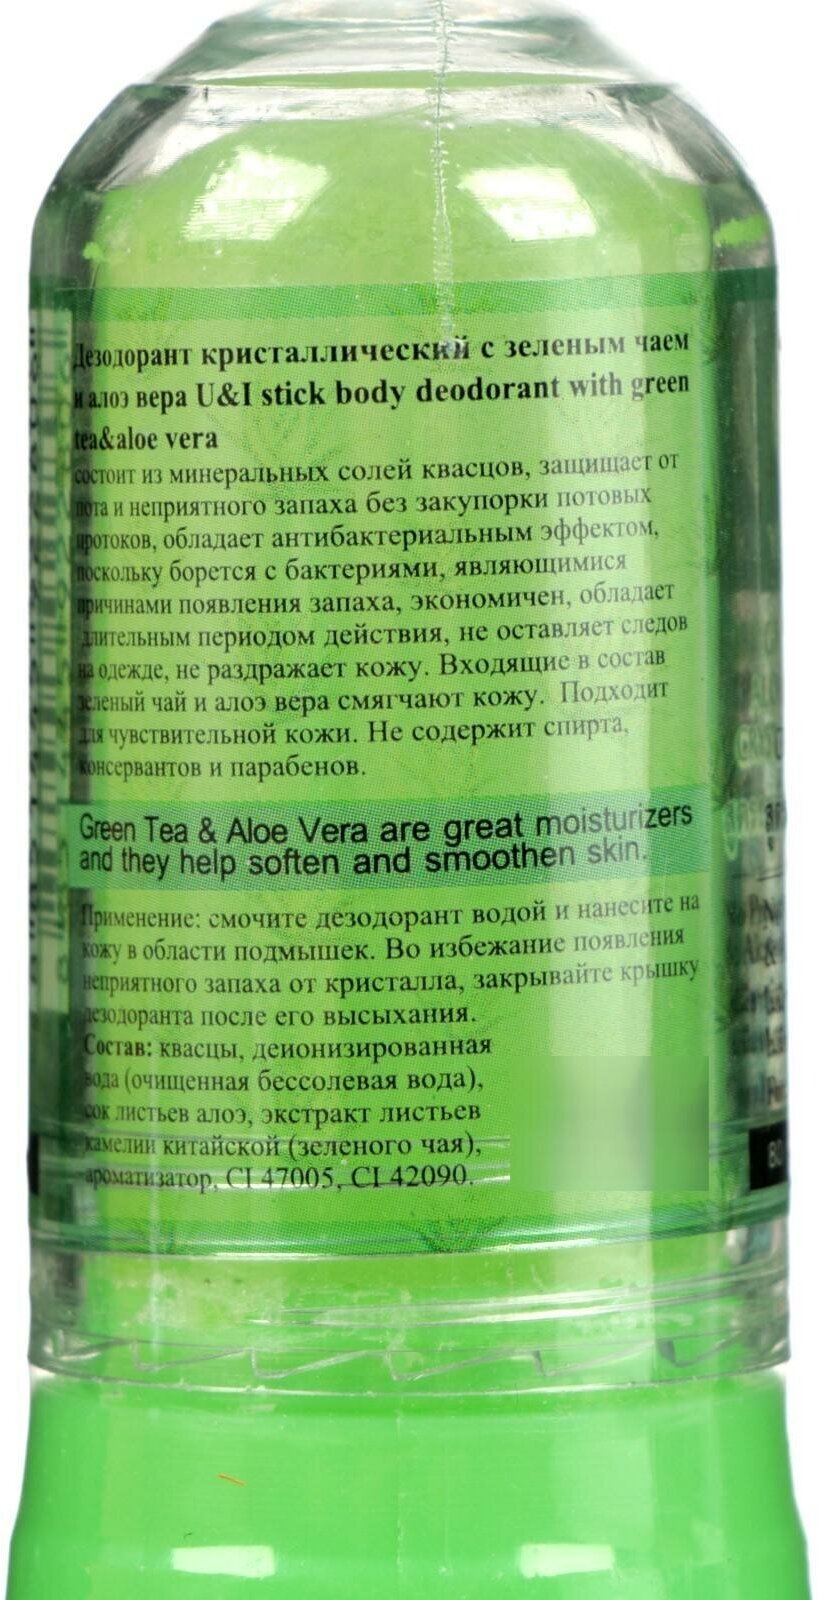 Дезодорант кристаллический с зеленым чаем
и алоэ вера U&I stick body deodorant with green
tea&aloe vera
состоит из минеральных солей квасцов, защищает от
пота и неприятного запаха без закупорки потовых
протоков, обладает антибактериальным эффектом,
поскольку борется с бактериями, являющимися
причинами появления запаха, экономичен, обладает
длительным периодом действия, не оставляет следов
на одежде, не раздражает кожу. Входящие в состав
зеленый чай и алоэ вера смягчают кожу. Подходит
для чувствительной кожи. Не содержит спирта,
консервантов и парабенов.
Green Tea & Aloe Vera are great moisturizers
and they help soften and smoothen skin.
Применение: смочите дезодорант водой и нанесите на
кожу в области подмышек. Во избежание появления
неприятного запаха от кристалла, закрывайте крышку
дезодоранта после его высыхания.
Состав: квасцы, деионизированная
вода (очищенная бессолевая вода),
сок листьев алоэ, экстракт листьев
камелии китайской (зеленого чая),
ароматизатор, CI 47005, CI 42090.